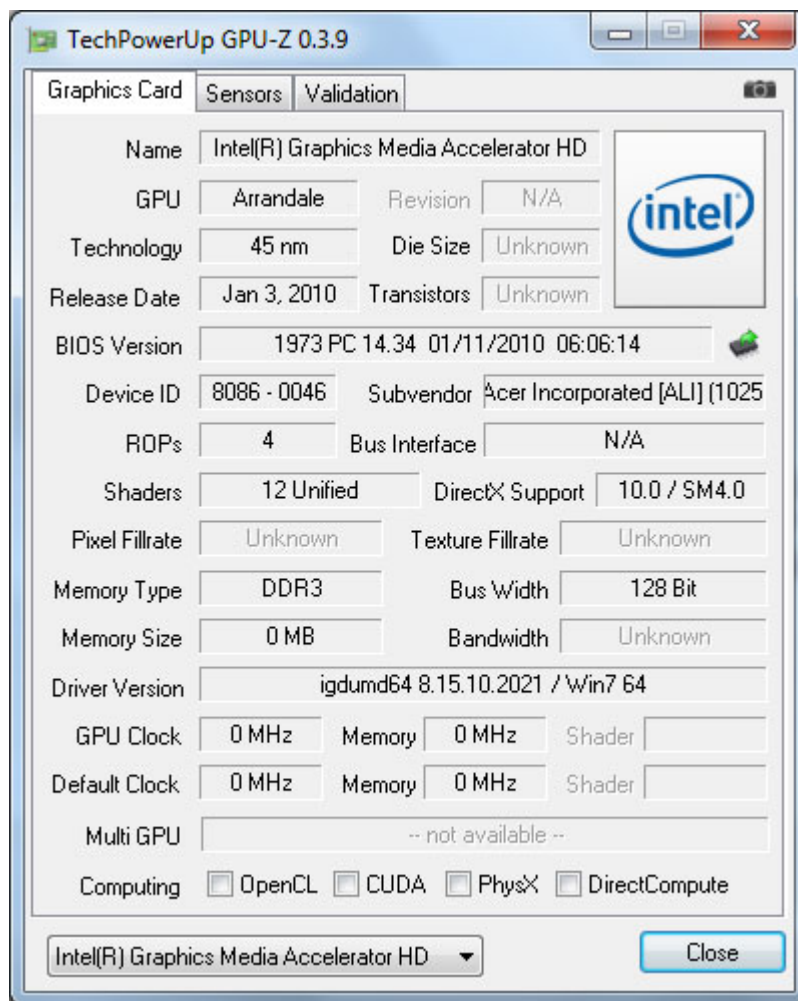 TechPowerUp GPU-Z 0.3.9
Graphics Card Sensors Validation
Name Intel(R) Graphics Media Accelerator HD
intel
GPU Arrandale Revision N/A
Technology 45 nm Die Size Unknown
Release Date Jan 3, 2010 Transistors Unknown
BIOS Version 1973 PC 14.34 01/11/2010 06:06:14
Device ID 8086 - 0046 Subvendor Acer Incorporated [ALI] (1025
ROPs 4 Bus Interface N/A
Shaders 12 Unified DirectX Support 10.0 / SM4.0
Pixel Fillrate Unknown Texture Fillrate Unknown
Memory Type DDR3 Bus Width 128 Bit
Memory Size 0 MB Bandwidth Unknown
Driver Version igdumd64 8.15.10.2021 / Win7 64
GPU Clock 0 MHz Memory 0 MHz Shader
Default Clock 0 MHz Memory 0 MHz Shader
Multi GPU -- not available --
Computing OpenCL CUDA PhysX DirectCompute
Intel(R) Graphics Media Accelerator HD Close